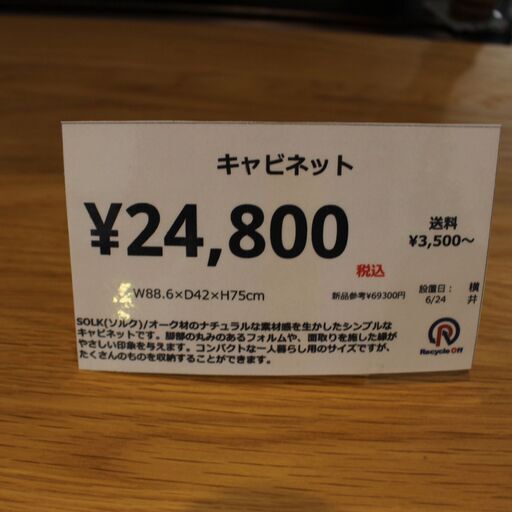 キャビネット
¥24,800
税込
送料
¥3,500～
W88.6×D42×H75cm
新品参考¥69300円
設置日：
6/24
横井
SOLK(ソルク)/オーク材のナチュラルな素材感を生かしたシンプルな
キャビネットです。脚部の丸みのあるフォルムや、面取りを施した縁が
やさしい印象を与えます。コンパクトな一人暮らし用のサイズですが、
たくさんのものを収納することができます。
Recycle Off